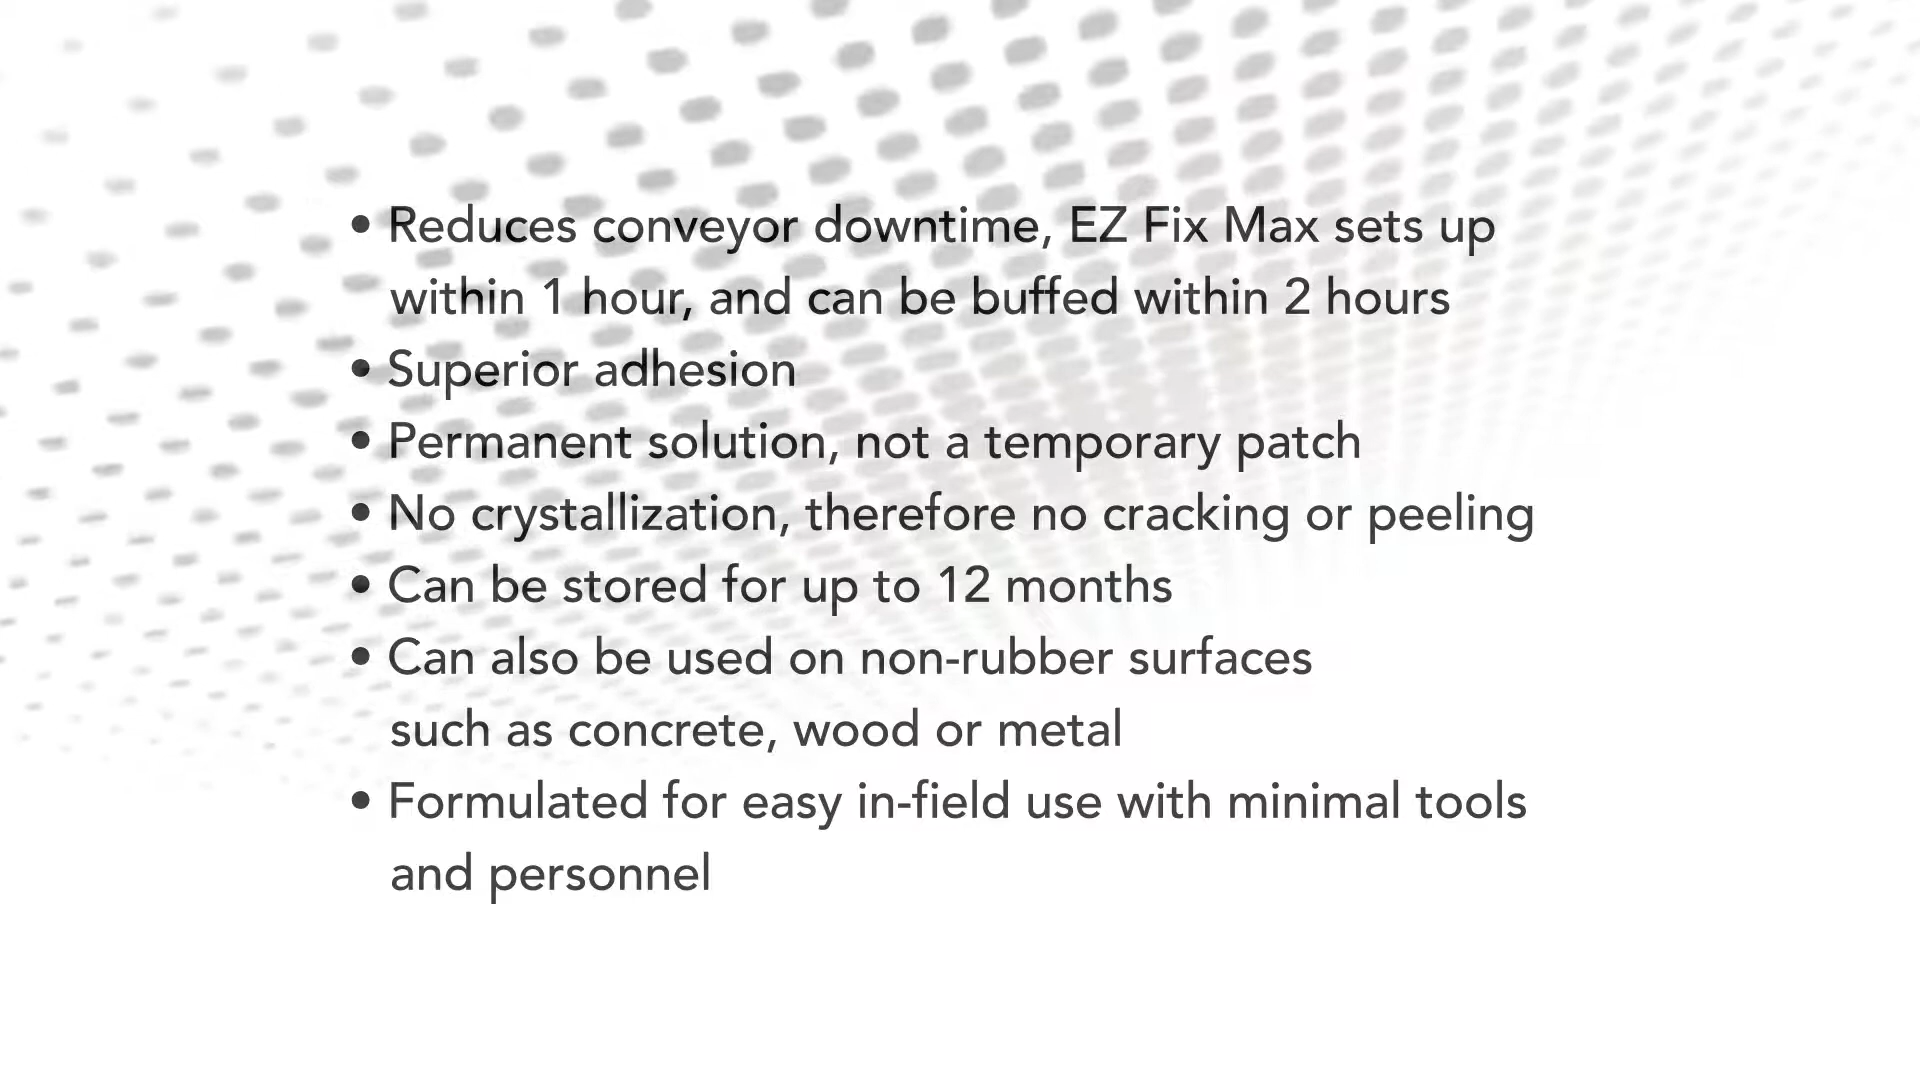 • Reduces conveyor downtime, EZ Fix Max sets up
within 1 hour, and can be buffed within 2 hours
• Superior adhesion
• Permanent solution, not a temporary patch
• No crystallization, therefore no cracking or peeling
• Can be stored for up to 12 months
• Can also be used on non-rubber surfaces
such as concrete, wood or metal
• Formulated for easy in-field use with minimal tools
and personnel